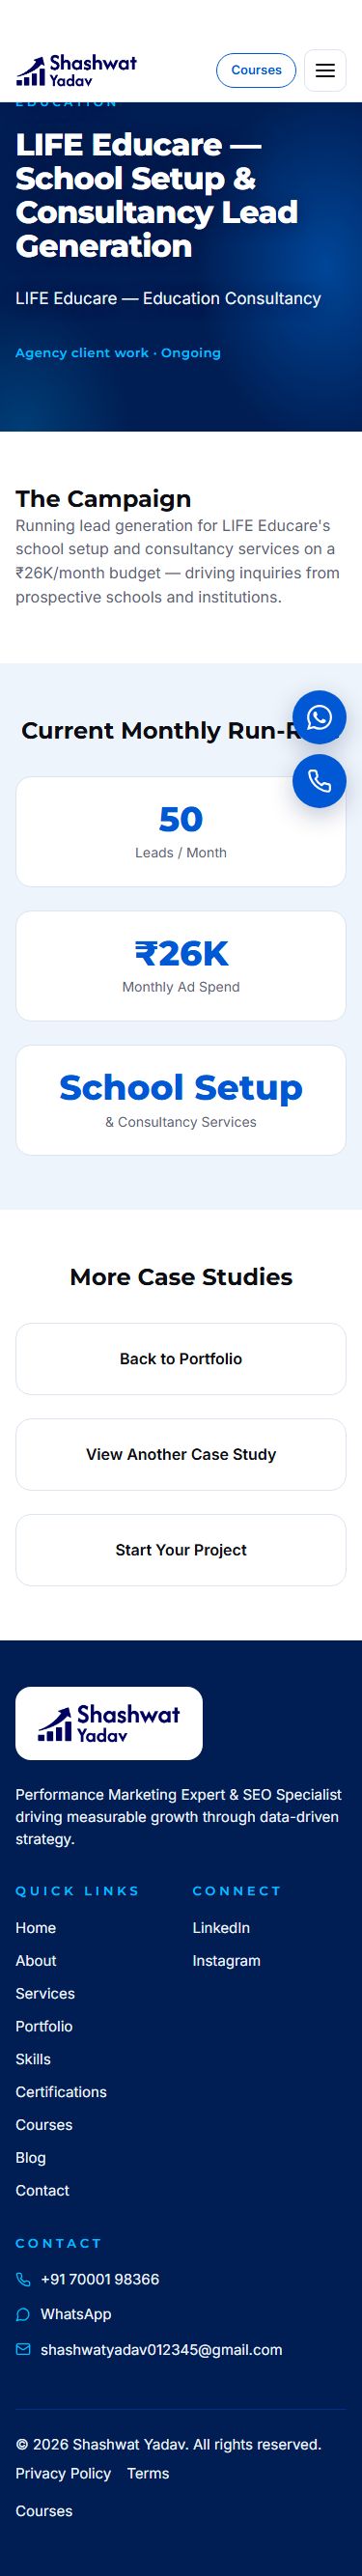 Shashwat
Yadav
Courses
EDUCATION
LIFE Educare —
School Setup &
Consultancy Lead
Generation
LIFE Educare — Education Consultancy
Agency client work · Ongoing
The Campaign
Running lead generation for LIFE Educare's
school setup and consultancy services on a
₹26K/month budget — driving inquiries from
prospective schools and institutions.
Current Monthly Run-R
50
Leads / Month
₹26K
Monthly Ad Spend
School Setup
& Consultancy Services
More Case Studies
Back to Portfolio
View Another Case Study
Start Your Project
Shashwat
Yadav
Performance Marketing Expert & SEO Specialist
driving measurable growth through data-driven
strategy.
QUICK LINKS
Home
About
Services
Portfolio
Skills
Certifications
Courses
Blog
Contact
CONNECT
LinkedIn
Instagram
CONTACT
+91 70001 98366
WhatsApp
shashwatyadav012345@gmail.com
© 2026 Shashwat Yadav. All rights reserved.
Privacy Policy Terms
Courses